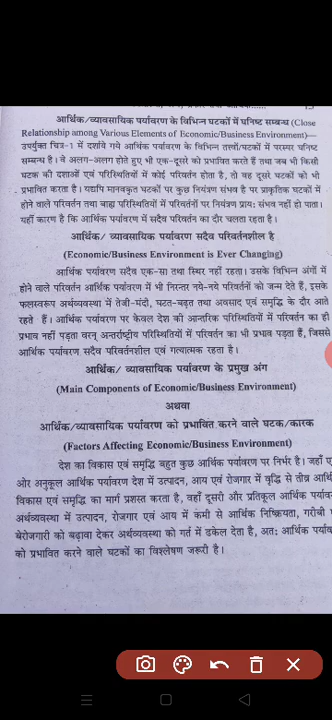 आर्थिक/व्यावसायिक पर्यावरण के विभिन्न घटकों में घनिष्ट सम्बन्ध (Close
Relationship among Various Elements of Economic/Business Environment)—
उपर्युक्त चित्र-1 में दर्शाये गये आर्थिक पर्यावरण के विभिन्न तत्त्वों/घटकों में परस्पर घनिष्ट
सम्बन्ध है। वे अलग-अलग होते हुए भी एक-दूसरे को प्रभावित करते हैं तथा जब भी किसी
घटक की दशाओं एवं परिस्थितियों में कोई परिवर्तन होता है, तो वह दूसरे घटकों को भी
प्रभावित करता है। यद्यपि मानवकृत घटकों पर कुछ नियंत्रण संभव है पर प्राकृतिक घटकों में
होने वाले परिवर्तन तथा वाह्य परिस्थितियों में परिवर्तनों पर नियन्त्रण प्रायः संभव नहीं हो पाता।
यही कारण है कि आर्थिक पर्यावरण में सदैव परिवर्तन का दौर चलता रहता है।
आर्थिक / व्यावसायिक पर्यावरण सदैव परिवर्तनशील है
(Economic/Business Environment is Ever Changing)
आर्थिक पर्यावरण सदैव एक-सा तथा स्थिर नहीं रहता। उसके विभिन्न अंगों में
होने वाले परिवर्तन आर्थिक पर्यावरण में भी निरन्तर नये-नये परिवर्तनों को जन्म देते हैं, इसके
फलस्वरूप अर्थव्यवस्था में तेजी-मंदी, घटत-बढ़त तथा अवसाद एवं समृद्धि के दौर आते
रहते हैं। आर्थिक पर्यावरण पर केवल देश की आन्तरिक परिस्थितियों में परिवर्तन का ही
प्रभाव नहीं पड़ता वरन् अन्तर्राष्ट्रीय परिस्थितियों में परिवर्तन का भी प्रभाव पड़ता हैं, जिससे
आर्थिक पर्यावरण सदैव परिवर्तनशील एवं गत्यात्मक रहता है।
आर्थिक/ व्यावसायिक पर्यावरण के प्रमुख अंग
(Main Components of Economic/Business Environment)
अथवा
आर्थिक/व्यावसायिक पर्यावरण को प्रभावित करने वाले घटक/कारक
(Factors Affecting Economic/Business Environment)
देश का विकास एवं समृद्धि बहुत कुछ आर्थिक पर्यावरण पर निर्भर है। जहाँ ए
ओर अनुकूल आर्थिक पर्यावरण देश में उत्पादन, आय एवं रोजगार में वृद्धि से तीव्र आर्थि
विकास एवं समृद्धि का मार्ग प्रशस्त करता है, वहाँ दूसरी और प्रतिकूल आर्थिक पर्याव
अर्थव्यवस्था में उत्पादन, रोजगार एवं आय में कमी से आर्थिक निष्क्रियता, गरीबी
बेरोजगारी को बढ़ावा देकर अर्थव्यवस्था को गर्त में ढकेल देता है, अतः आर्थिक पर्याव
को प्रभावित करने वाले घटकों का विश्लेषण जरूरी है।